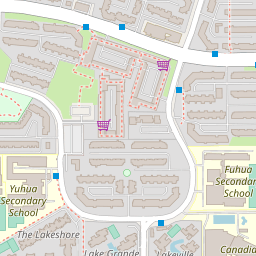 Yuhua
Secondary
School
Fuhua
Secondary
School
The Lakeshore
Lake Grande
Lakeville
Canadian